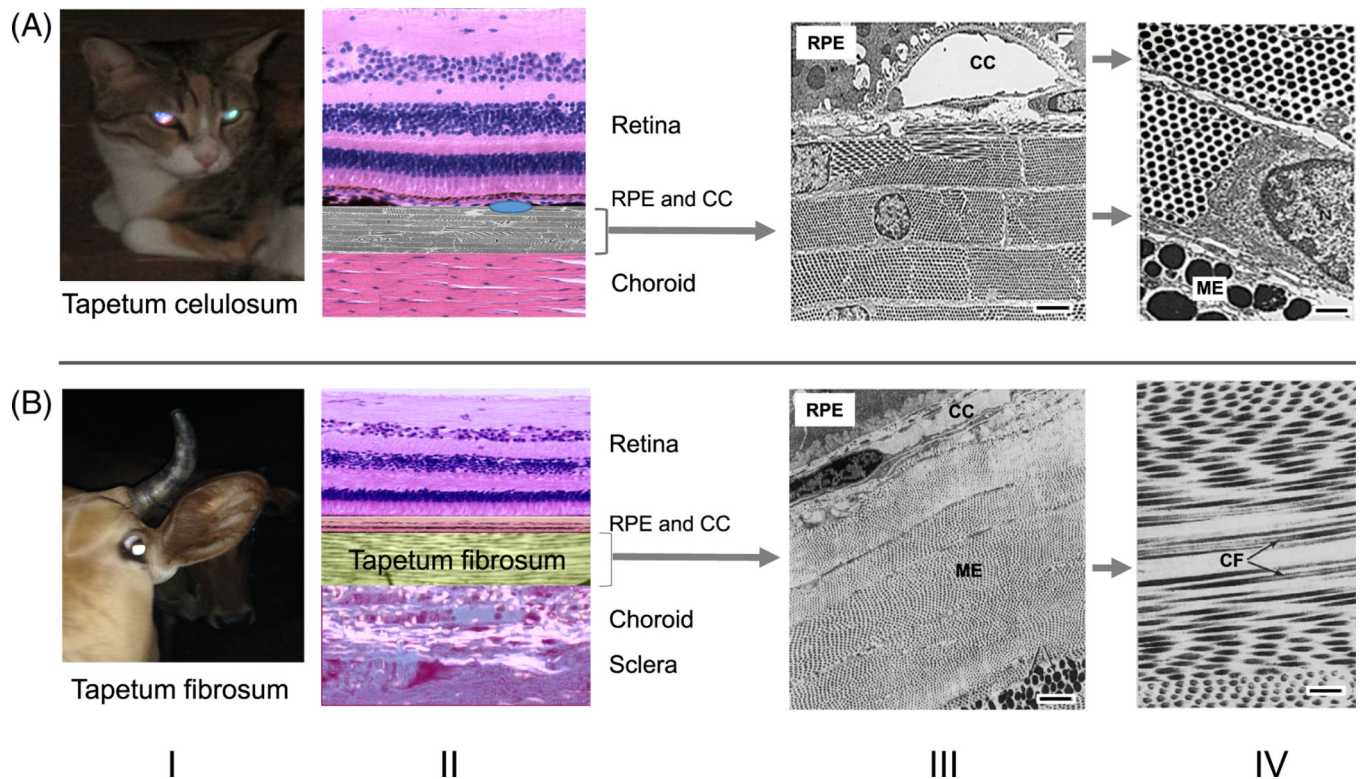 (A)
Tapetum celulosum
Retina
RPE and CC
Choroid
RPE
CC
N
ME
(B)
Tapetum fibrosum
Tapetum fibrosum
Retina
RPE and CC
Choroid
Sclera
RPE
CC
ME
CF
I
II
III
IV